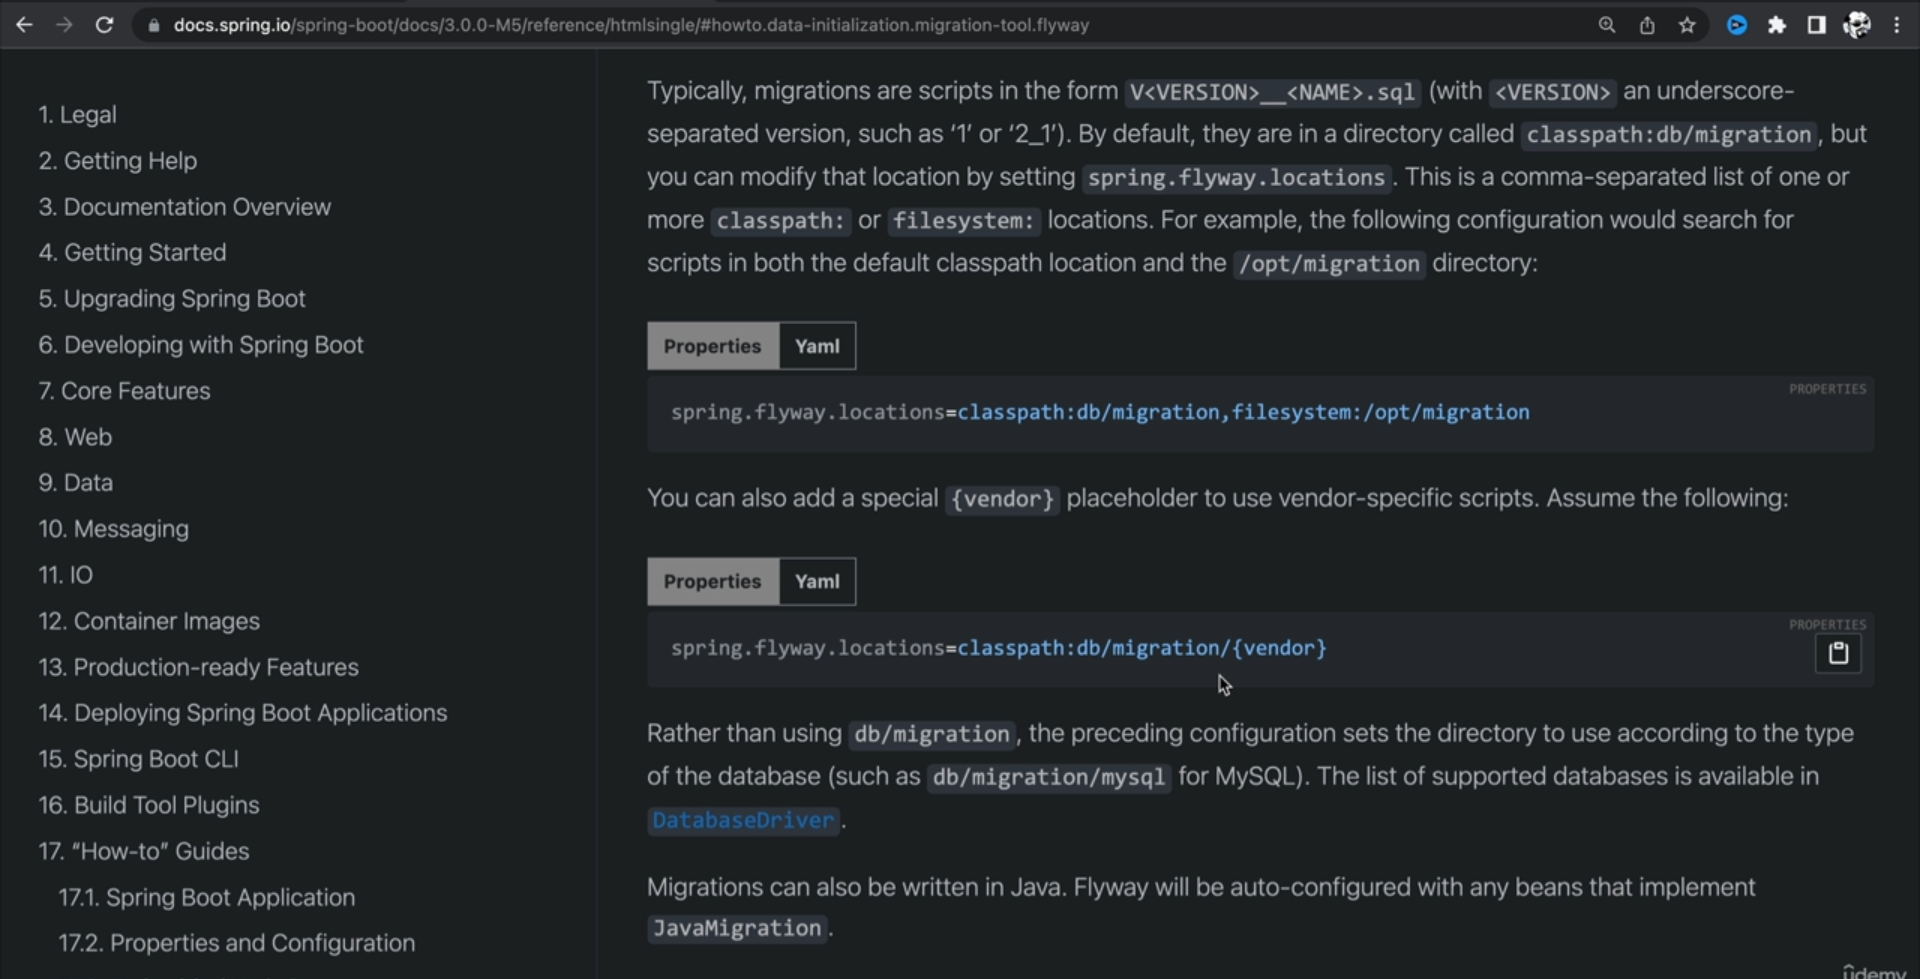 docs.spring.io/spring-boot/docs/3.0.0-M5/reference/htmlsingle/#howto.data-initialization.migration-tool.flyway
1. Legal
2. Getting Help
3. Documentation Overview
4. Getting Started
5. Upgrading Spring Boot
6. Developing with Spring Boot
7. Core Features
8. Web
9. Data
10. Messaging
11. IO
12. Container Images
13. Production-ready Features
14. Deploying Spring Boot Applications
15. Spring Boot CLI
16. Build Tool Plugins
17. “How-to” Guides
17.1. Spring Boot Application
17.2. Properties and Configuration
Typically, migrations are scripts in the form V<VERSION>__<NAME>.sql (with <VERSION> an underscore-
separated version, such as ‘1’ or ‘2_1’). By default, they are in a directory called classpath:db/migration, but
you can modify that location by setting spring.flyway.locations. This is a comma-separated list of one or
more classpath: or filesystem: locations. For example, the following configuration would search for
scripts in both the default classpath location and the /opt/migration directory:
Properties Yaml
PROPERTIES
spring.flyway.locations=classpath:db/migration,filesystem:/opt/migration
You can also add a special {vendor} placeholder to use vendor-specific scripts. Assume the following:
Properties Yaml
PROPERTIES
spring.flyway.locations=classpath:db/migration/{vendor}
Rather than using db/migration, the preceding configuration sets the directory to use according to the type
of the database (such as db/migration/mysql for MySQL). The list of supported databases is available in
DatabaseDriver.
Migrations can also be written in Java. Flyway will be auto-configured with any beans that implement
JavaMigration.
udemy